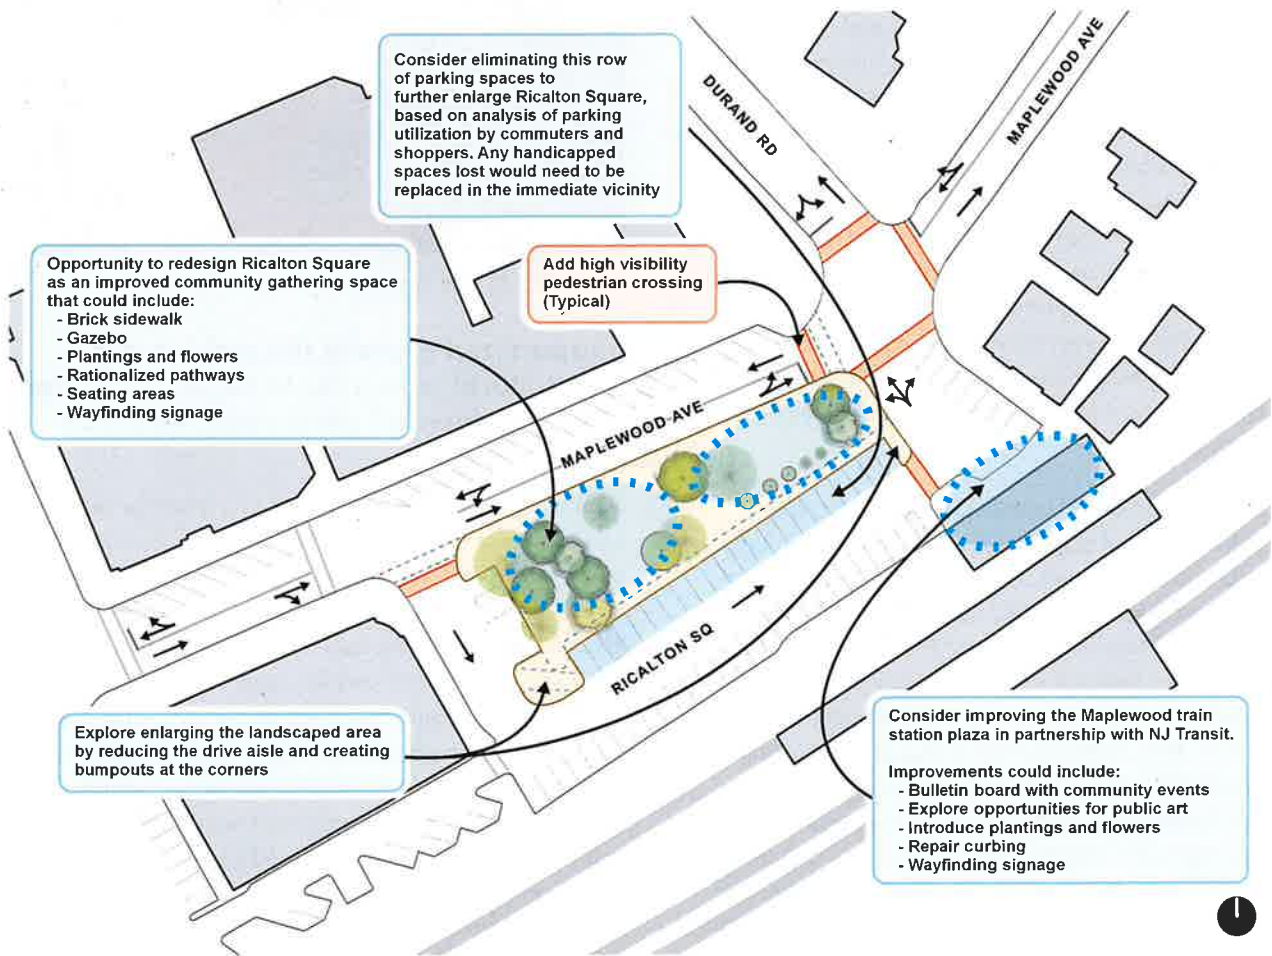 Consider eliminating this row
of parking spaces to
further enlarge Ricalton Square,
based on analysis of parking
utilization by commuters and
shoppers. Any handicapped
spaces lost would need to be
replaced in the immediate vicinity
DURAND RD
MAPLEWOOD AVE
Opportunity to redesign Ricalton Square
as an improved community gathering space
that could include:
- Brick sidewalk
- Gazebo
- Plantings and flowers
- Rationalized pathways
- Seating areas
- Wayfinding signage
Add high visibility
pedestrian crossing
(Typical)
MAPLEWOOD AVE
RICALTON SQ
Explore enlarging the landscaped area
by reducing the drive aisle and creating
bumpouts at the corners
Consider improving the Maplewood train
station plaza in partnership with NJ Transit.
Improvements could include:
- Bulletin board with community events
- Explore opportunities for public art
- Introduce plantings and flowers
- Repair curbing
- Wayfinding signage